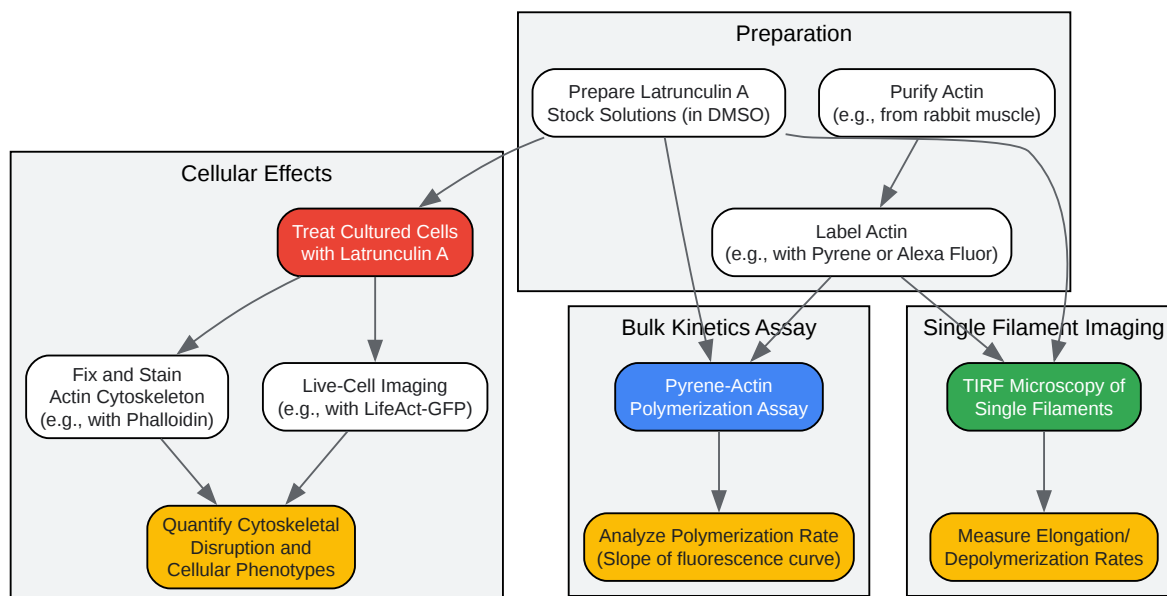 Preparation
Prepare Latrunculin A
Stock Solutions (in DMSO)
Purify Actin
(e.g., from rabbit muscle)
Label Actin
(e.g., with Pyrene or Alexa Fluor)
Cellular Effects
Treat Cultured Cells
with Latrunculin A
Fix and Stain
Actin Cytoskeleton
(e.g., with Phalloidin)
Live-Cell Imaging
(e.g., with LifeAct-GFP)
Quantify Cytoskeletal
Disruption and
Cellular Phenotypes
Bulk Kinetics Assay
Pyrene-Actin
Polymerization Assay
Analyze Polymerization Rate
(Slope of fluorescence curve)
Single Filament Imaging
TIRF Microscopy of
Single Filaments
Measure Elongation/
Depolymerization Rates